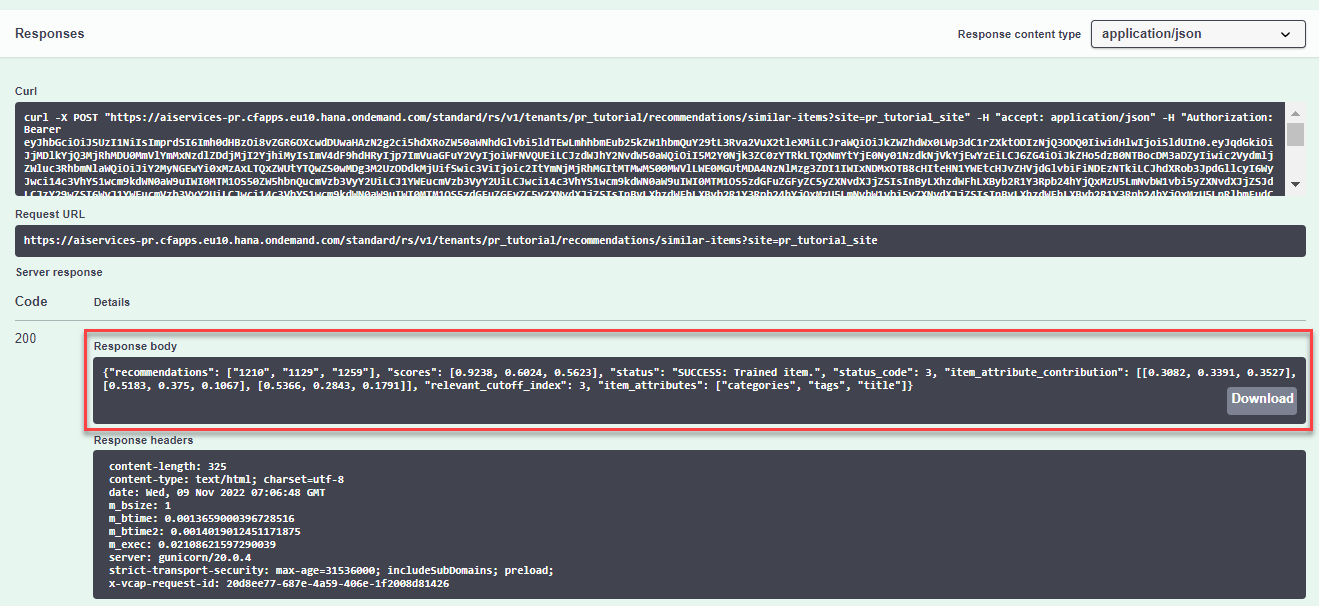 Responses
Response content type
application/json
Curl
curl -X POST "https://aiservices-pr.cfapps.eu10.hana.ondemand.com/standard/rs/v1/tenants/pr_tutorial/recommendations/similar-items?site=pr_tutorial_site" -H "accept: application/json" -H "Authorization:
Bearer
Request URL
https://aiservices-pr.cfapps.eu10.hana.ondemand.com/standard/rs/v1/tenants/pr_tutorial/recommendations/similar-items?site=pr_tutorial_site
Server response
Code Details
200
Response body
{"recommendations": ["1210", "1129", "1259"], "scores": [0.9238, 0.6024, 0.5623], "status": "SUCCESS: Trained item.", "status_code": 3, "item_attribute_contribution": [[0.3082, 0.3391, 0.3527],
[0.5183, 0.375, 0.1067], [0.5366, 0.2843, 0.1791]], "relevant_cutoff_index": 3, "item_attributes": ["categories", "tags", "title"]}
Download
Response headers
content-length: 325
content-type: text/html; charset=utf-8
date: Wed, 09 Nov 2022 07:06:48 GMT
m_bsize: 1
m_btime: 0.0013659000396728516
m_btime2: 0.0014019012451171875
m_exec: 0.02108621597290039
server: gunicorn/20.0.4
strict-transport-security: max-age=31536000; includeSubDomains; preload;
x-vcap-request-id: 20d8ee77-687e-4a59-406e-1f2008d81426